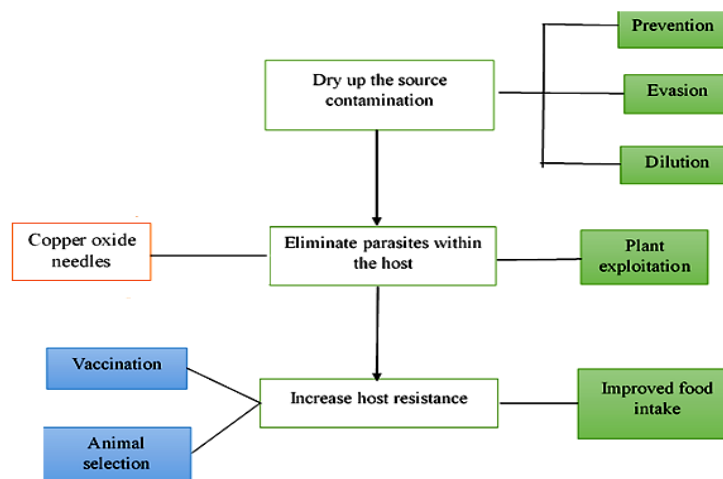 Prevention
Dry up the source
contamination
Evasion
Dilution
Copper oxide
needles
Eliminate parasites within
the host
Plant
exploitation
Vaccination
Increase host resistance
Improved food
intake
Animal
selection